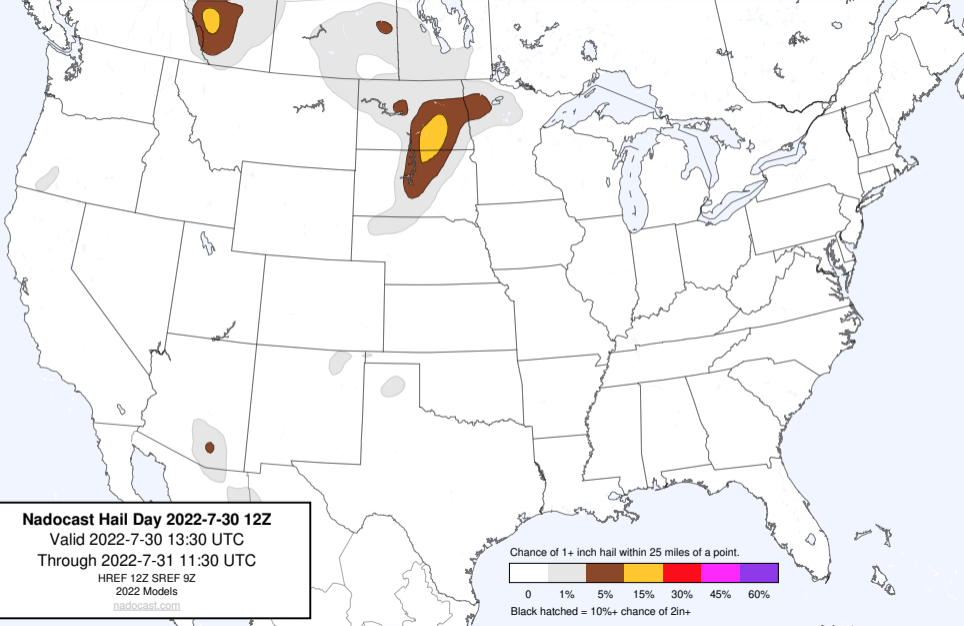 Nadocast Hail Day 2022-7-30 12Z
Valid 2022-7-30 13:30 UTC
Through 2022-7-31 11:30 UTC
HREF 12Z SREF 9Z
2022 Models
nadocast.com
Chance of 1+ inch hail within 25 miles of a point.
0 1% 5% 15% 30% 45% 60%
Black hatched = 10%+ chance of 2in+